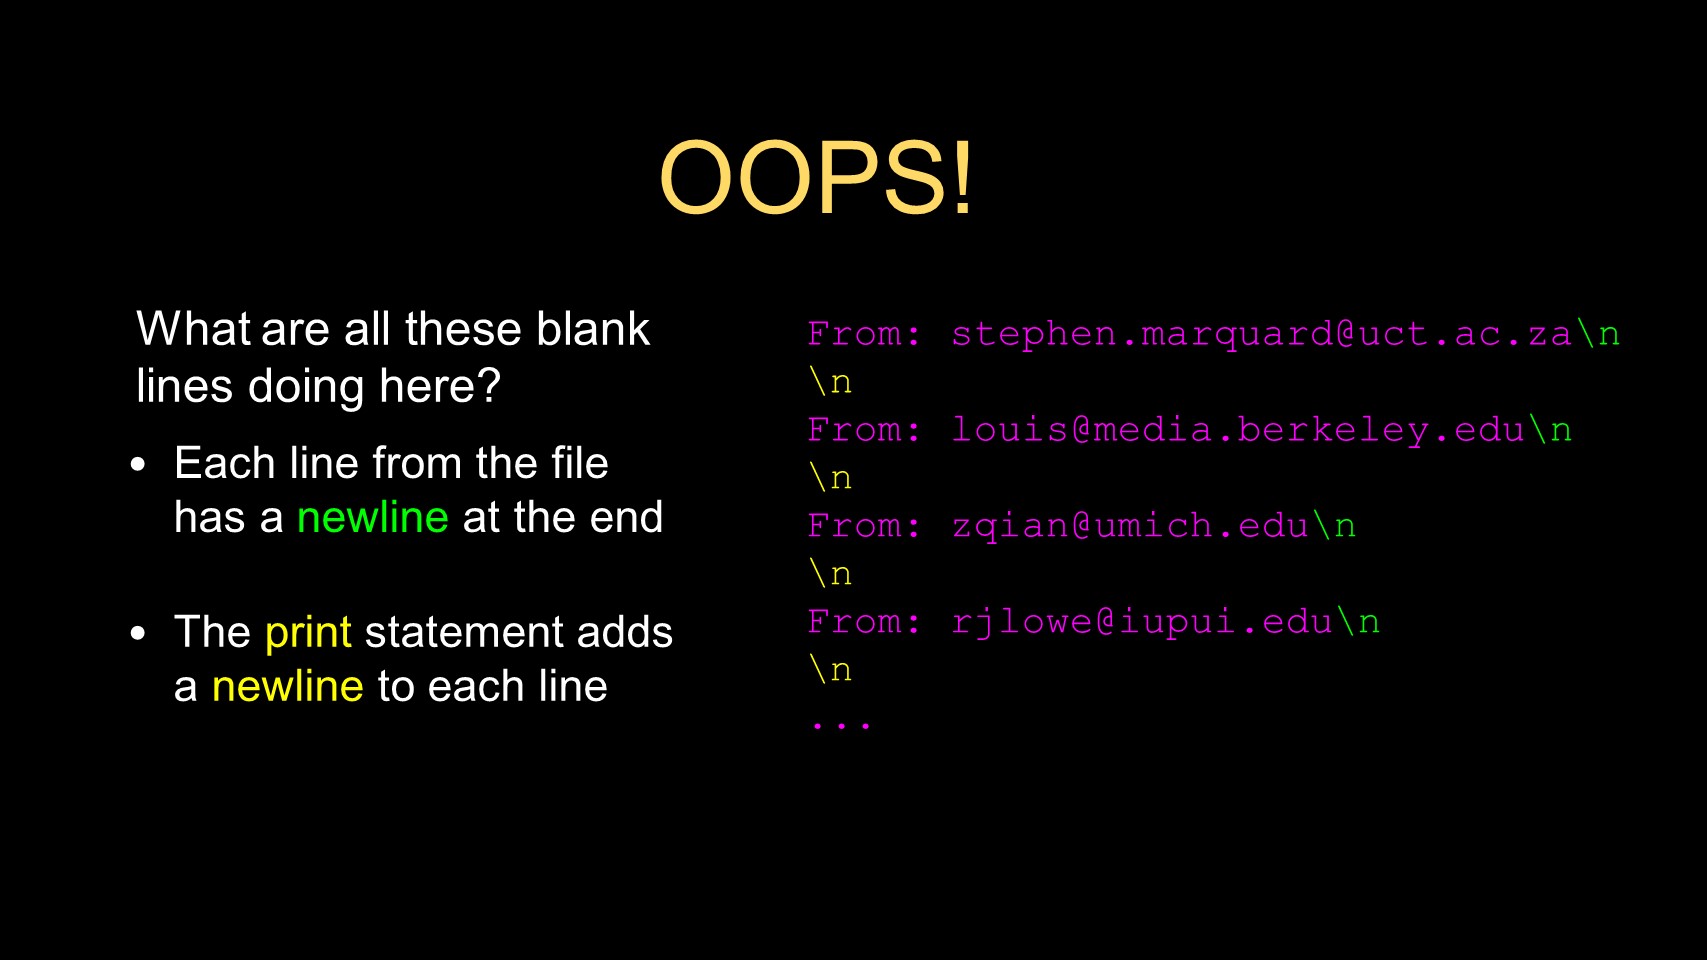 OOPS!
What are all these blank
lines doing here?
• Each line from the file
has a newline at the end
• The print statement adds
a newline to each line
From: stephen.marquard@uct.ac.za\n
\n
From: louis@media.berkeley.edu\n
\n
From: zqian@umich.edu\n
\n
From: rjlowe@iupui.edu\n
\n
...